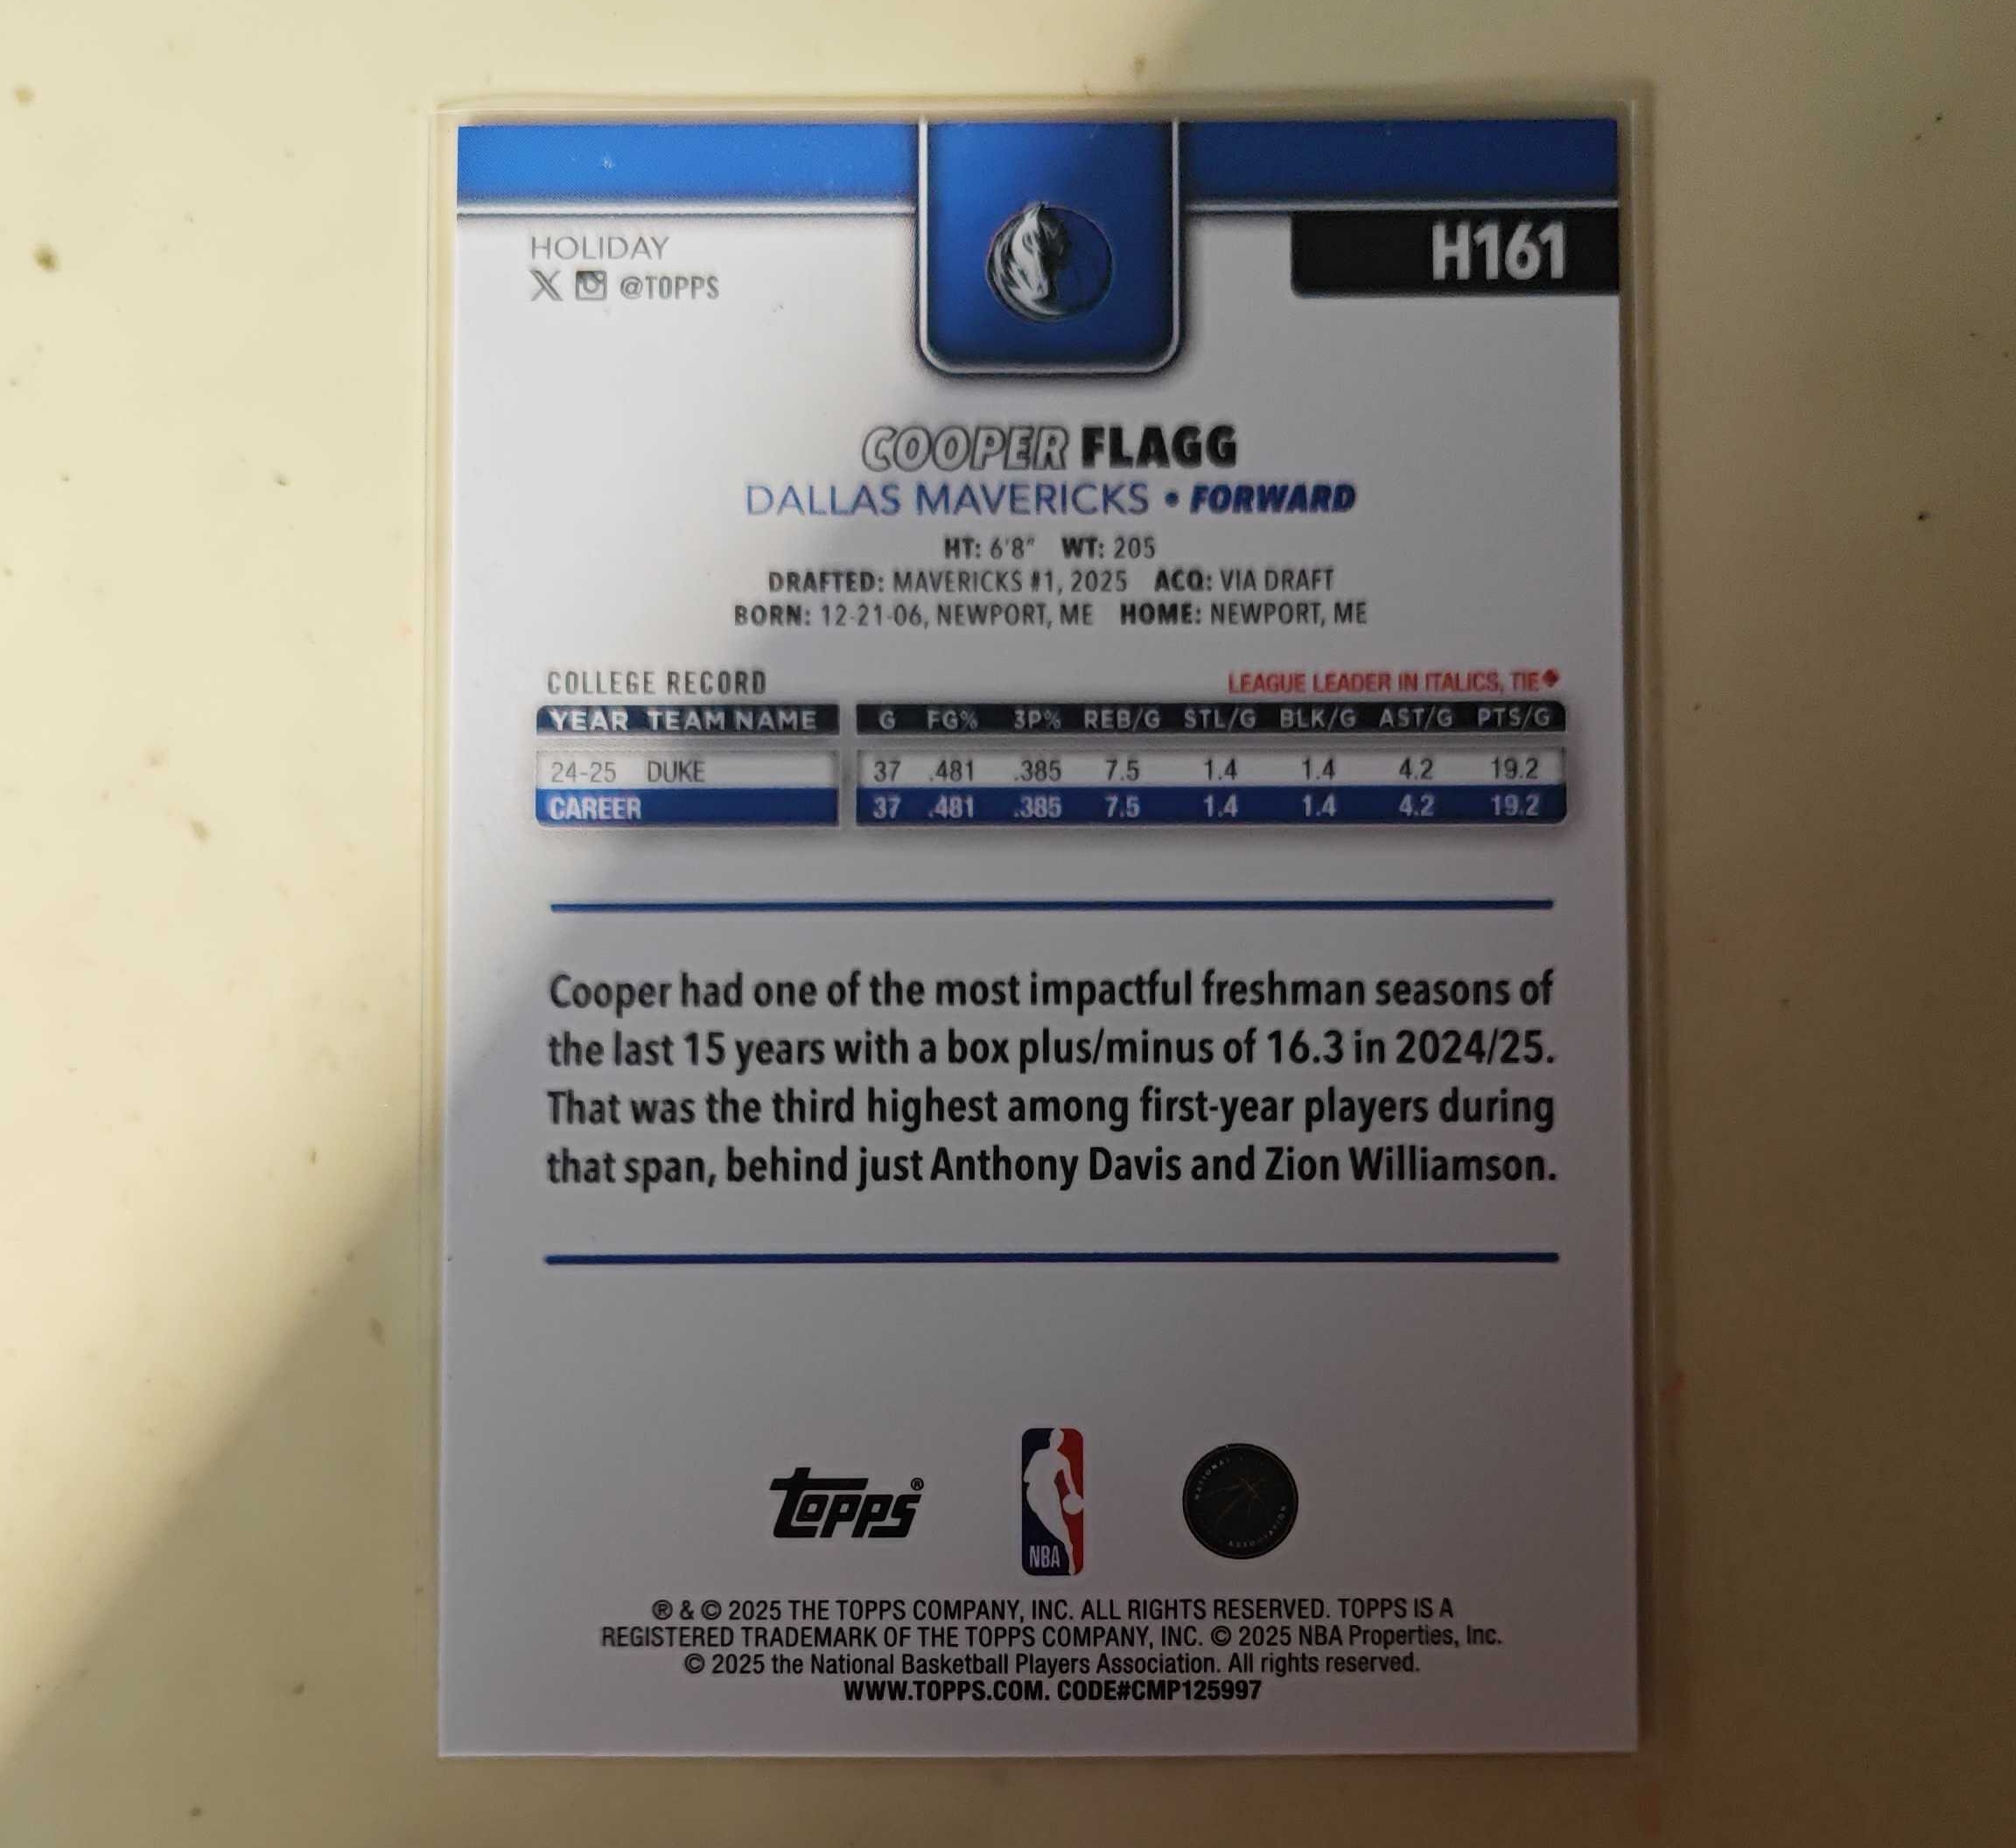 HOLIDAY
@TOPPS
H161
COOPER FLAGG
DALLAS MAVERICKS • FORWARD
HT: 6'8" WT: 205
DRAFTED: MAVERICKS #1, 2025 ACQ: VIA DRAFT
BORN: 12-21-06, NEWPORT, ME HOME: NEWPORT, ME
COLLEGE RECORD LEAGUE LEADER IN ITALICS, TIE◆
YEAR TEAM NAME G FG% 3P% REB/G STL/G BLK/G AST/G PTS/G
24-25 DUKE 37 .481 .385 7.5 1.4 1.4 4.2 19.2
CAREER 37 .481 .385 7.5 1.4 1.4 4.2 19.2
Cooper had one of the most impactful freshman seasons of
the last 15 years with a box plus/minus of 16.3 in 2024/25.
That was the third highest among first-year players during
that span, behind just Anthony Davis and Zion Williamson.
Topps®
NBA
NATIONAL ASSOCIATION
® & © 2025 THE TOPPS COMPANY, INC. ALL RIGHTS RESERVED. TOPPS IS A
REGISTERED TRADEMARK OF THE TOPPS COMPANY, INC. © 2025 NBA Properties, Inc.
© 2025 the National Basketball Players Association. All rights reserved.
WWW.TOPPS.COM. CODE#CMP125997